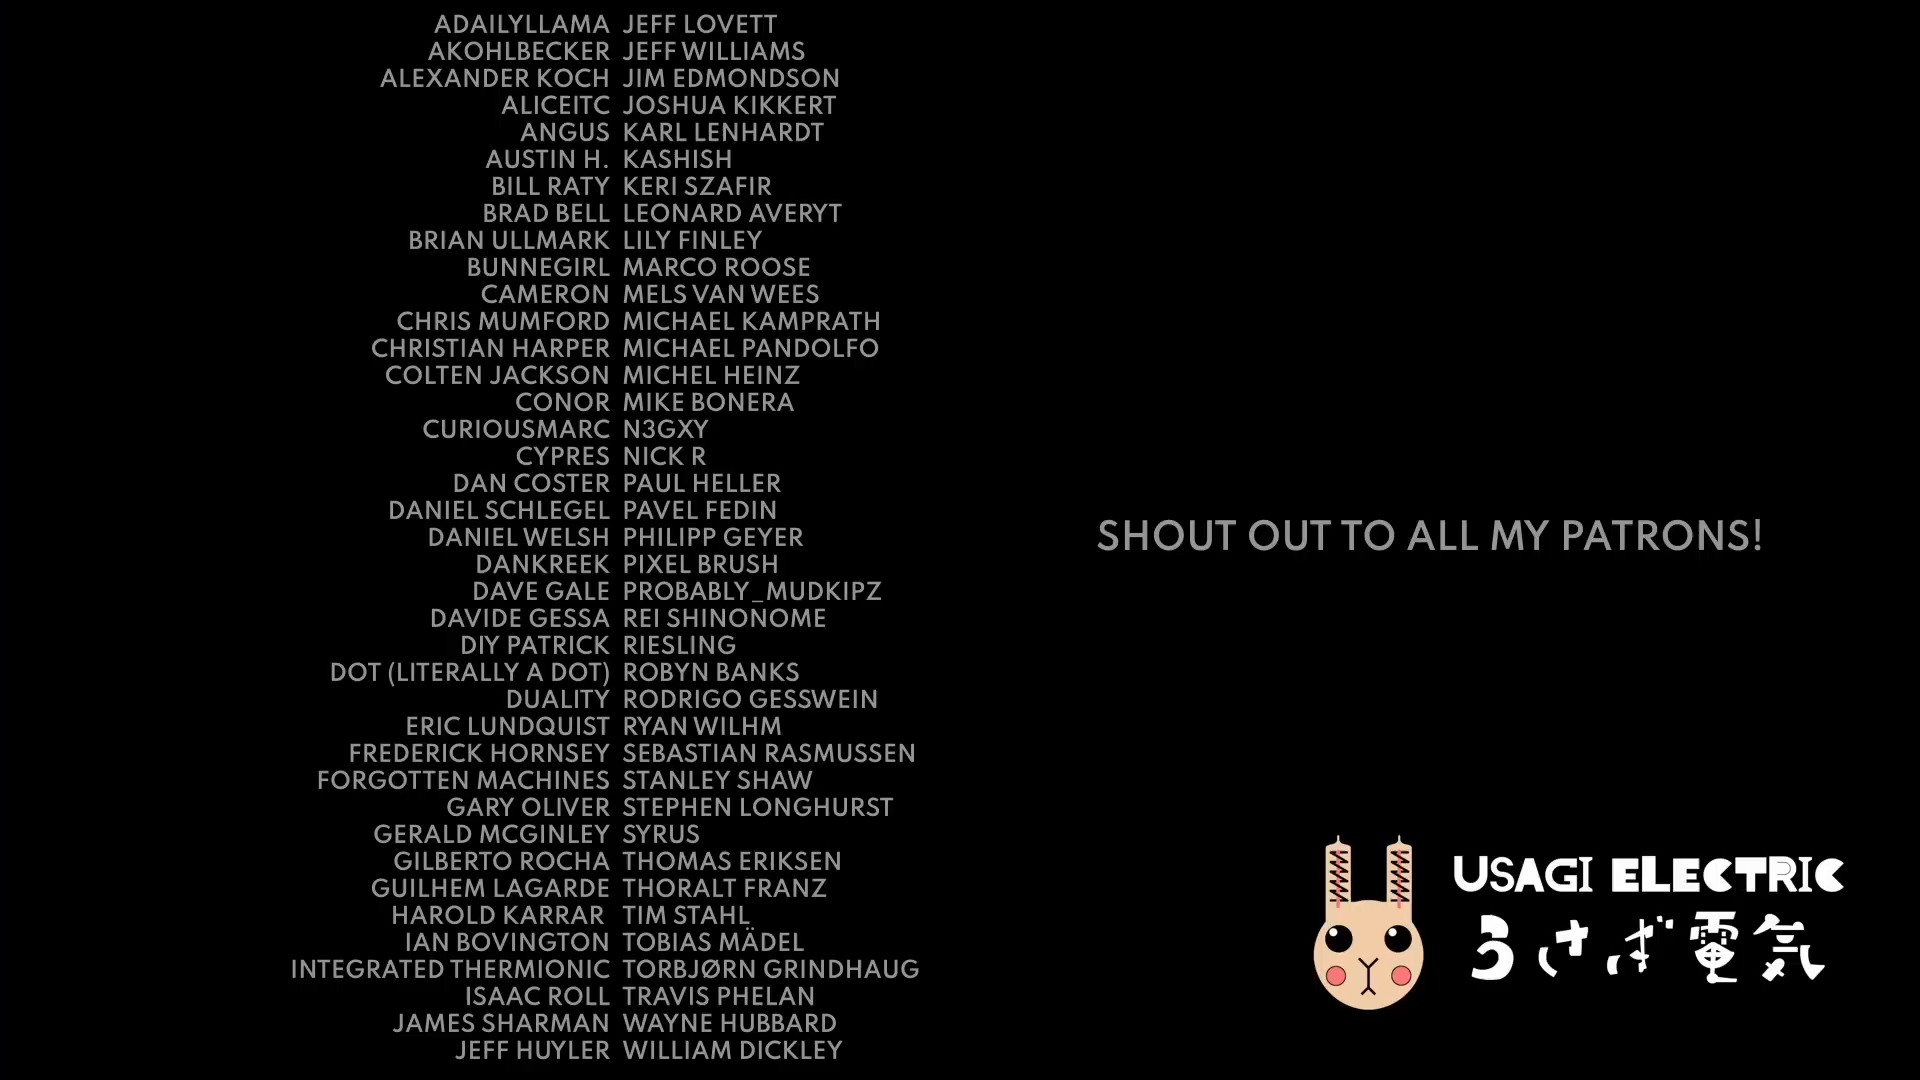 ADAILYLLAMA
AKOHLBECKER
ALEXANDER KOCH
ALICEITC
ANGUS
AUSTIN H.
BILL RATY
BRAD BELL
BRIAN ULLMARK
BUNNEGIRL
CAMERON
CHRIS MUMFORD
CHRISTIAN HARPER
COLTEN JACKSON
CONOR
CURIOUSMARC
CYPRES
DAN COSTER
DANIEL SCHLEGEL
DANIEL WELSH
DANKREEK
DAVE GALE
DAVIDE GESSA
DIY PATRICK
DOT (LITERALLY A DOT)
DUALITY
ERIC LUNDQUIST
FREDERICK HORNSEY
FORGOTTEN MACHINES
GARY OLIVER
GERALD MCGINLEY
GILBERTO ROCHA
GUILHEM LAGARDE
HAROLD KARRAR
IAN BOVINGTON
INTEGRATED THERMIONIC
ISAAC ROLL
JAMES SHARMAN
JEFF HUYLER
JEFF LOVETT
JEFF WILLIAMS
JIM EDMONDSON
JOSHUA KIKKERT
KARL LENHARDT
KASHISH
KERI SZAFIR
LEONARD AVERYT
LILY FINLEY
MARCO ROOSE
MELS VAN WEES
MICHAEL KAMPRATH
MICHAEL PANDOLFO
MICHEL HEINZ
MIKE BONERA
N3GXY
NICK R
PAUL HELLER
PAVEL FEDIN
PHILIPP GEYER
PIXEL BRUSH
PROBABLY_MUDKIPZ
REI SHINONOME
RIESLING
ROBYN BANKS
RODRIGO GESSWEIN
RYAN WILHM
SEBASTIAN RASMUSSEN
STANLEY SHAW
STEPHEN LONGHURST
SYRUS
THOMAS ERIKSEN
THORALT FRANZ
TIM STAHL
TOBIAS MÄDEL
TORBJØRN GRINDHAUG
TRAVIS PHELAN
WAYNE HUBBARD
WILLIAM DICKLEY
SHOUT OUT TO ALL MY PATRONS!
USAGI ELECTRIC
うさぎ電気